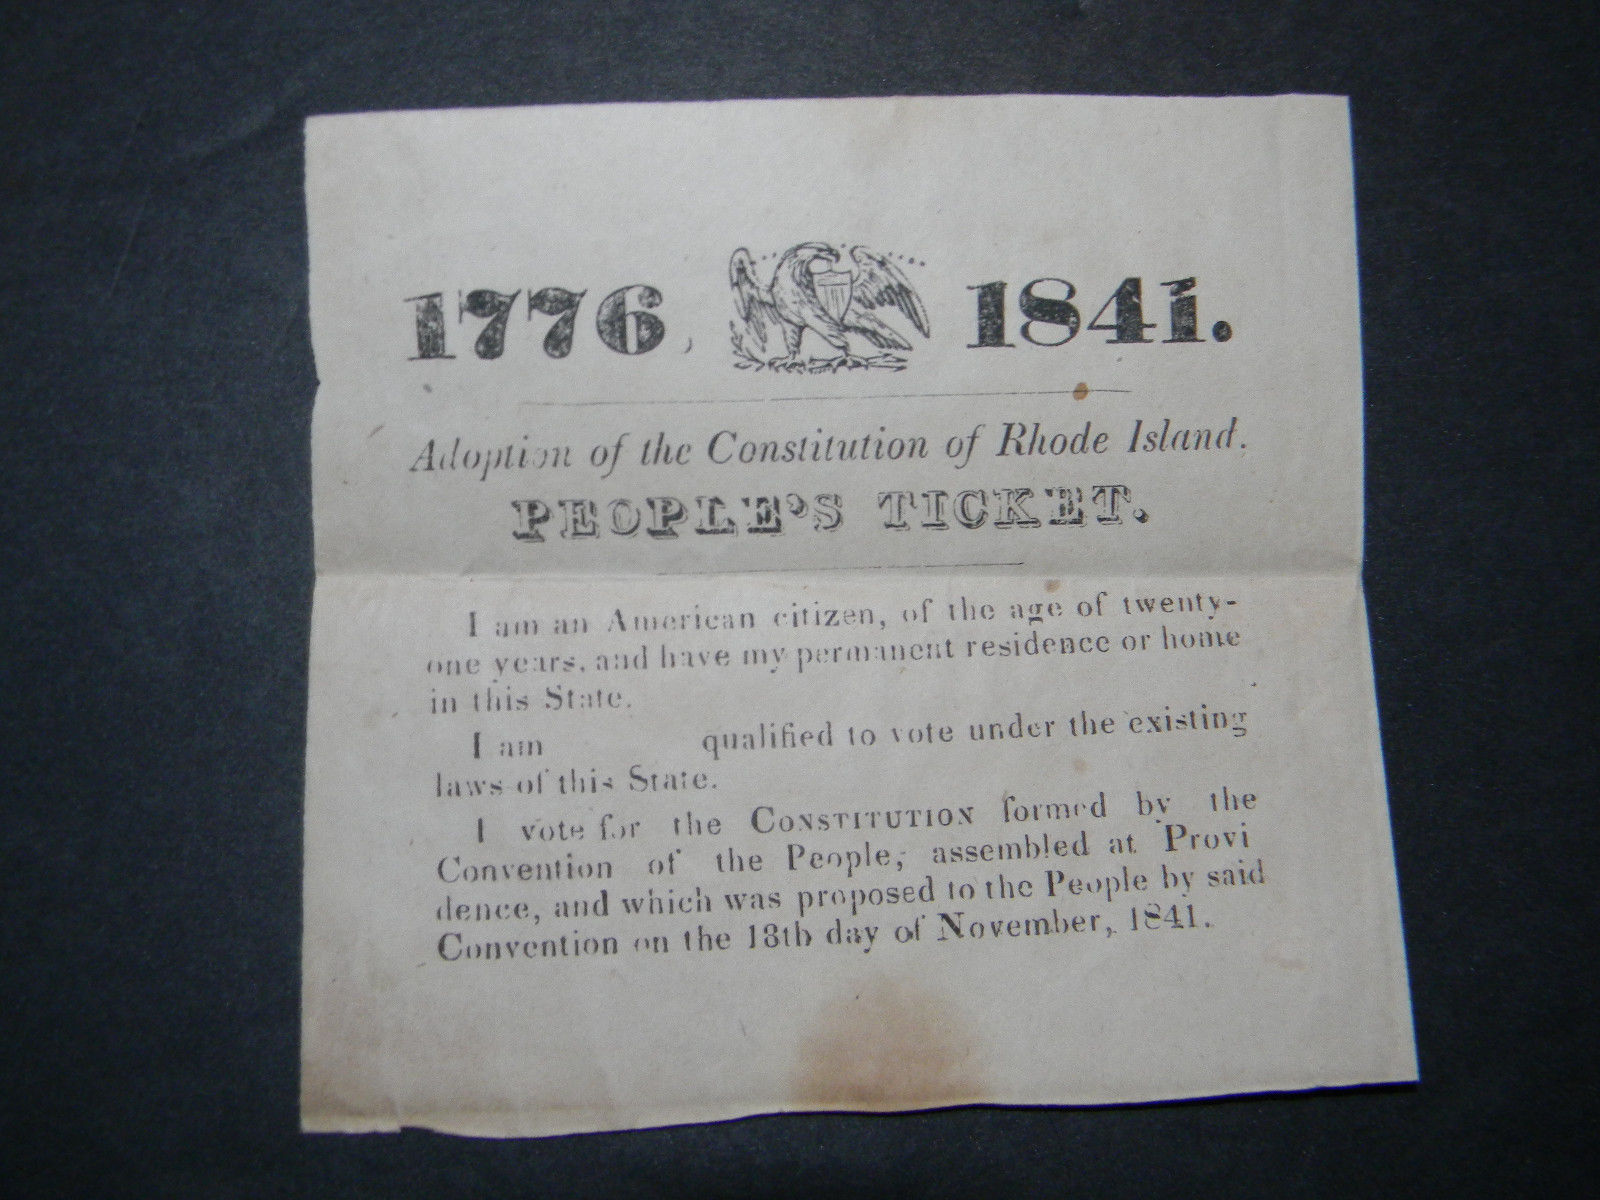 1776, 1841.
Adoption of the Constitution of Rhode Island.
PEOPLE'S TICKET.
I am an American citizen, of the age of twenty-
one years, and have my permanent residence or home
in this State.
I am qualified to vote under the existing
laws of this State.
I vote for the CONSTITUTION formed by the
Convention of the People, assembled at Provi
dence, and which was proposed to the People by said
Convention on the 18th day of November, 1841.